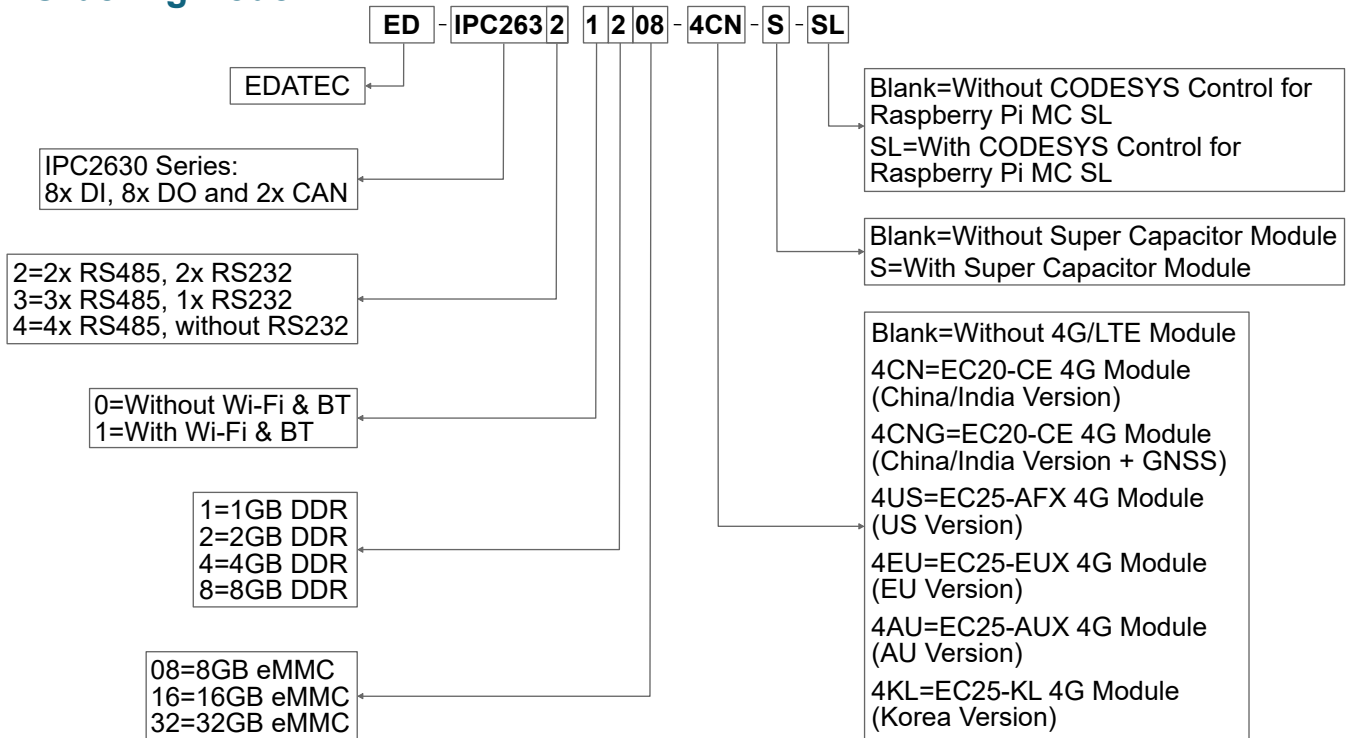 ED - IPC263 2 1 2 08 - 4CN - S - SL
EDATEC
IPC2630 Series:
8x DI, 8x DO and 2x CAN
2=2x RS485, 2x RS232
3=3x RS485, 1x RS232
4=4x RS485, without RS232
0=Without Wi-Fi & BT
1=With Wi-Fi & BT
1=1GB DDR
2=2GB DDR
4=4GB DDR
8=8GB DDR
08=8GB eMMC
16=16GB eMMC
32=32GB eMMC
Blank=Without CODESYS Control for
Raspberry Pi MC SL
SL=With CODESYS Control for
Raspberry Pi MC SL
Blank=Without Super Capacitor Module
S=With Super Capacitor Module
Blank=Without 4G/LTE Module
4CN=EC20-CE 4G Module
(China/India Version)
4CNG=EC20-CE 4G Module
(China/India Version + GNSS)
4US=EC25-AFX 4G Module
(US Version)
4EU=EC25-EUX 4G Module
(EU Version)
4AU=EC25-AUX 4G Module
(AU Version)
4KL=EC25-KL 4G Module
(Korea Version)